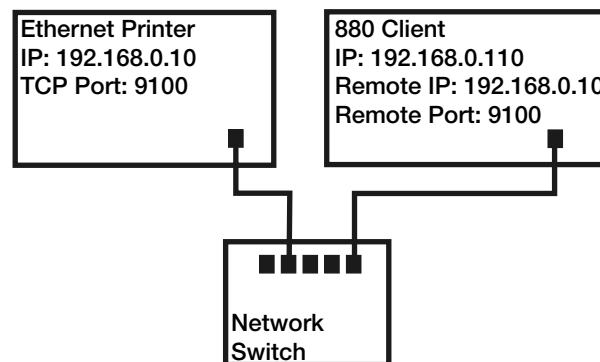 Ethernet Printer
IP: 192.168.0.10
TCP Port: 9100
880 Client
IP: 192.168.0.110
Remote IP: 192.168.0.10
Remote Port: 9100
Network
Switch